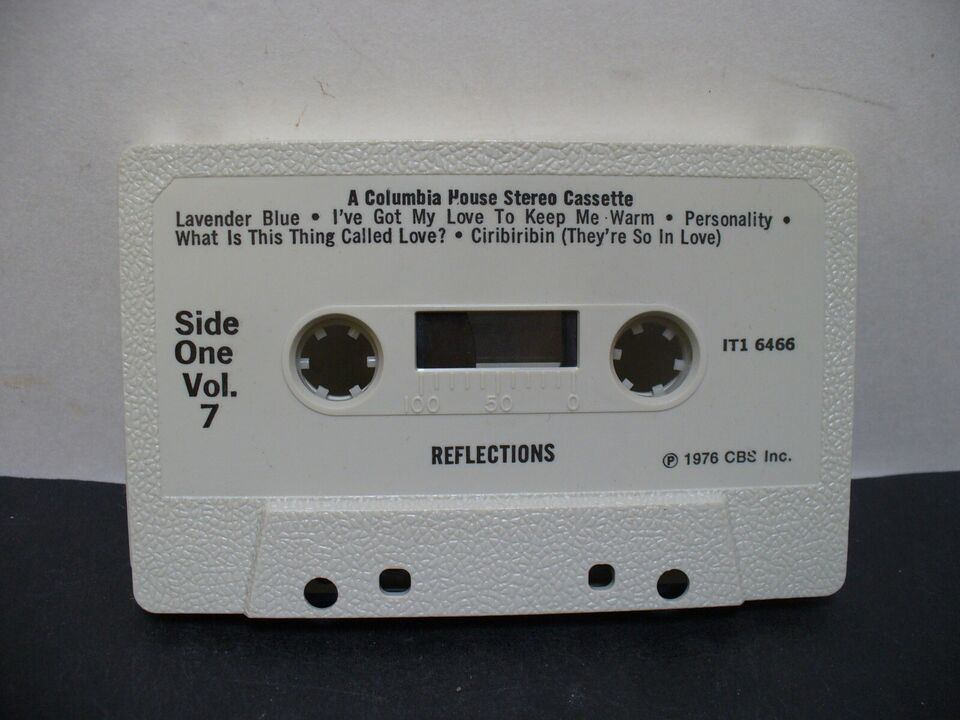 A Columbia House Stereo Cassette
Lavender Blue • I've Got My Love To Keep Me Warm • Personality •
What Is This Thing Called Love? • Ciribiribin (They're So In Love)
Side
One
Vol.
7
IT1 6466
100 50 0
REFLECTIONS
℗ 1976 CBS Inc.